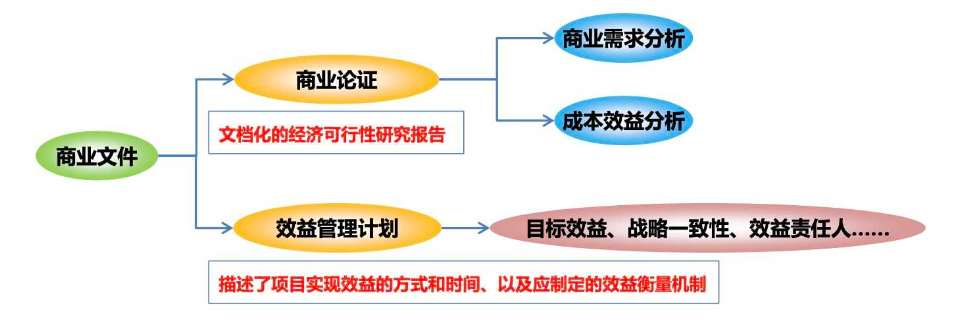 商业需求分析
商业论证
成本效益分析
文档化的经济可行性研究报告
商业文件
效益管理计划
目标效益、战略一致性、效益责任人……
描述了项目实现效益的方式和时间、以及应制定的效益衡量机制